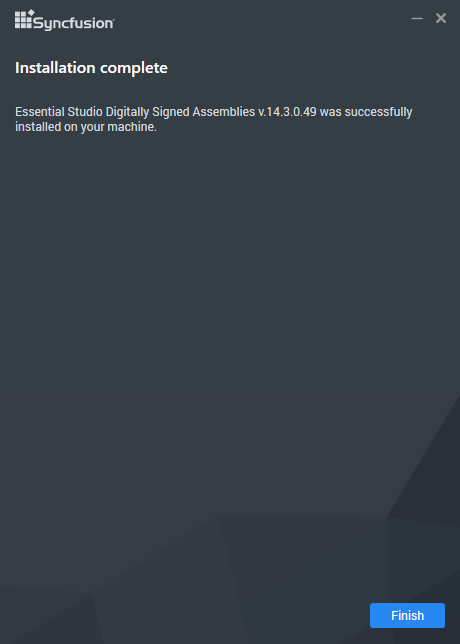 Syncfusion
Installation complete
Essential Studio Digitally Signed Assemblies v.14.3.0.49 was successfully
installed on your machine.
Finish